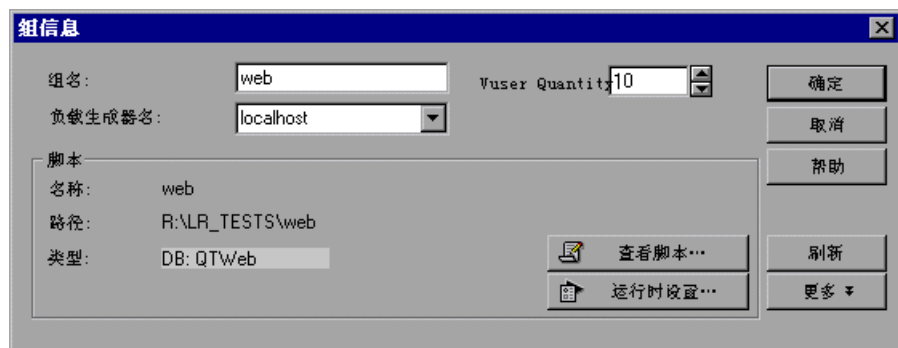 组信息
组名: web Vuser Quantity 10 确定
负载生成器名: localhost 取消
帮助
脚本
名称: web
路径: R:\LR_TESTS\web
类型: DB: QTWeb 查看脚本… 刷新
运行时设置… 更多